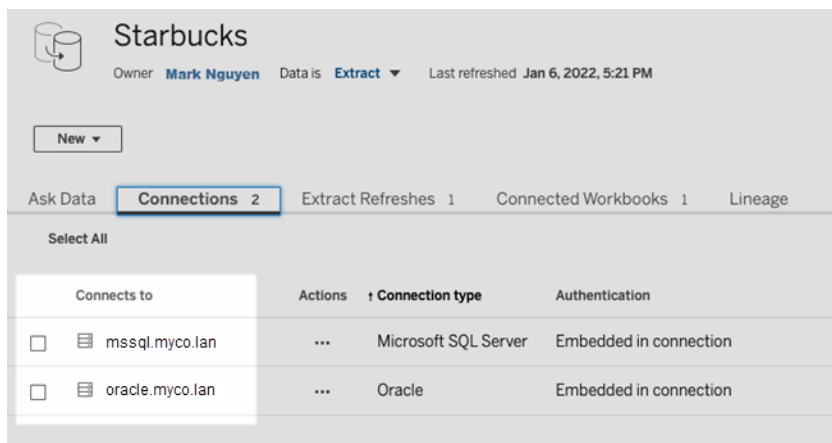 Starbucks
Owner Mark Nguyen Data is Extract Last refreshed Jan 6, 2022, 5:21 PM
New
Ask Data Connections 2 Extract Refreshes 1 Connected Workbooks 1 Lineage
Select All
Connects to Actions ↑ Connection type Authentication
mssql.myco.lan ... Microsoft SQL Server Embedded in connection
oracle.myco.lan ... Oracle Embedded in connection